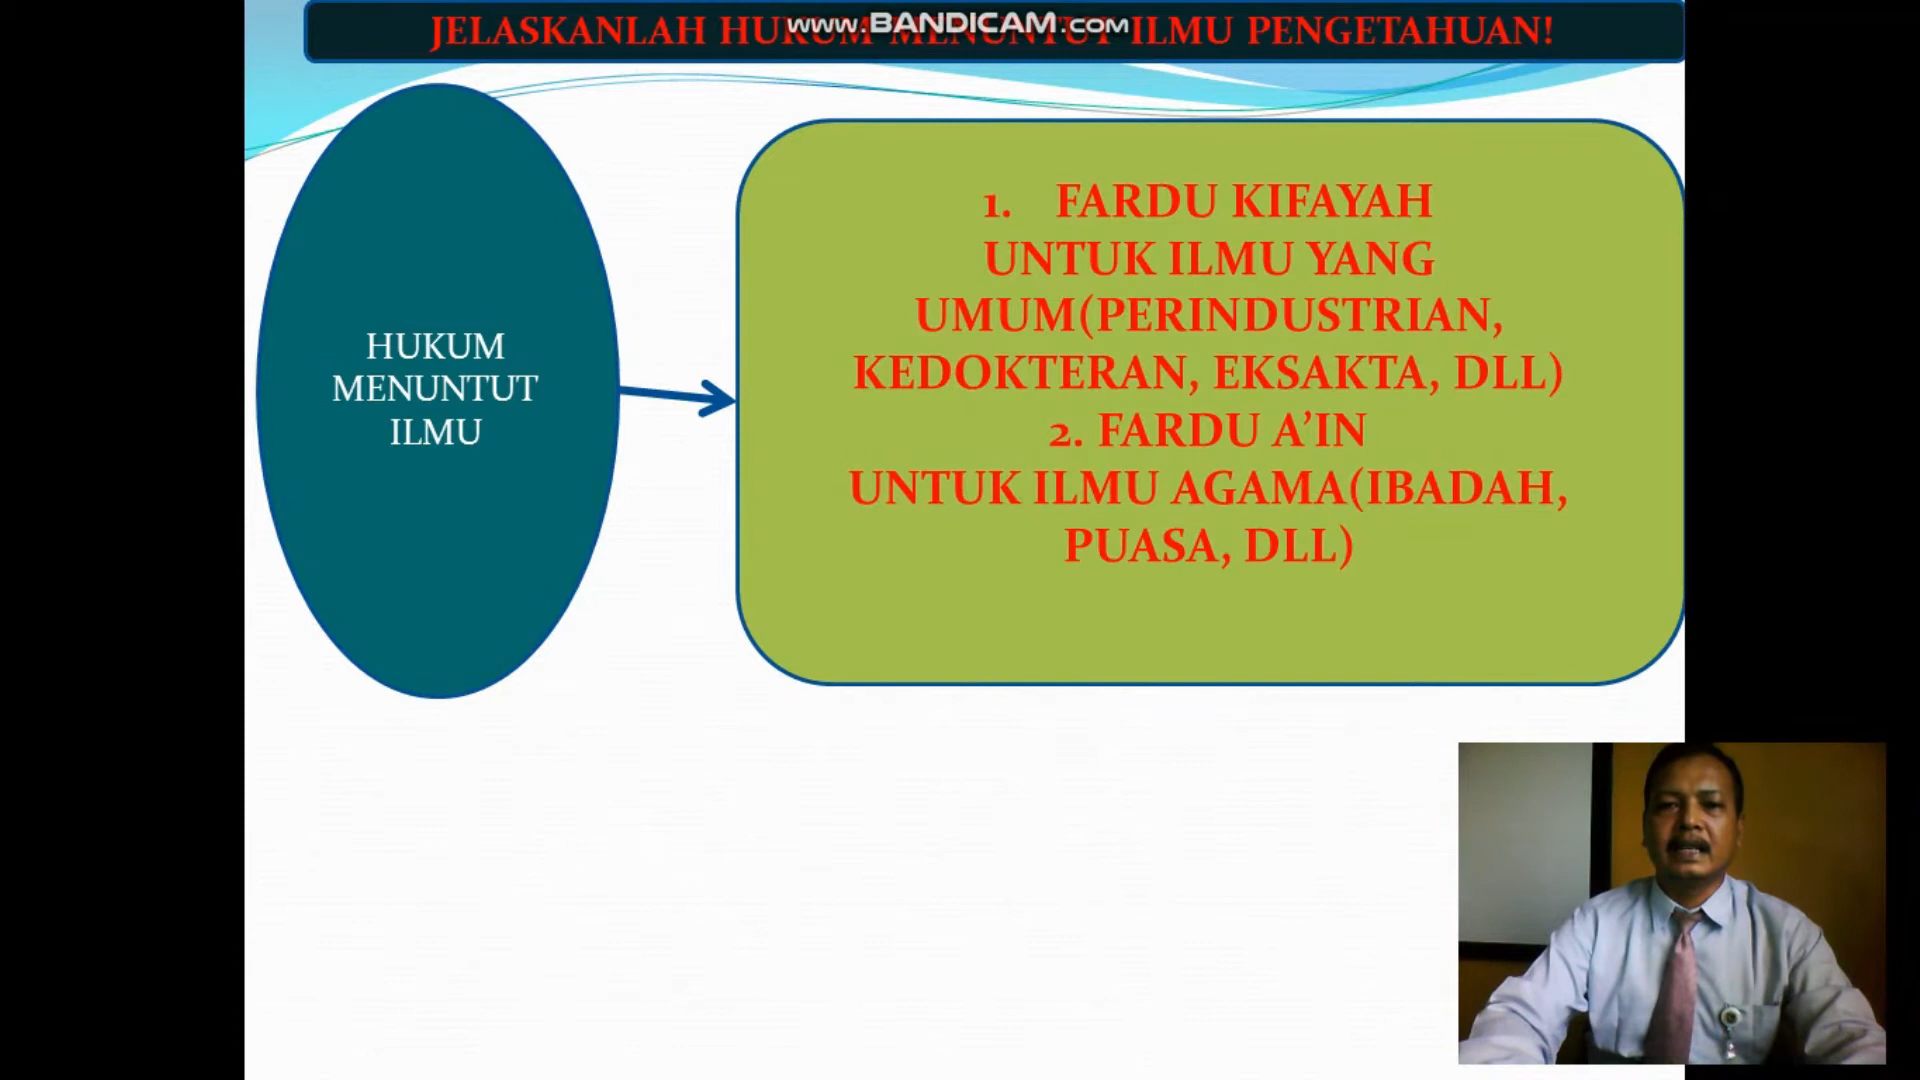 JELASKANLAH HUKUM MENUNTUT ILMU PENGETAHUAN!
www.BANDICAM.com
HUKUM
MENUNTUT
ILMU
1. FARDU KIFAYAH
UNTUK ILMU YANG
UMUM(PERINDUSTRIAN,
KEDOKTERAN, EKSAKTA, DLL)
2. FARDU A’IN
UNTUK ILMU AGAMA(IBADAH,
PUASA, DLL)